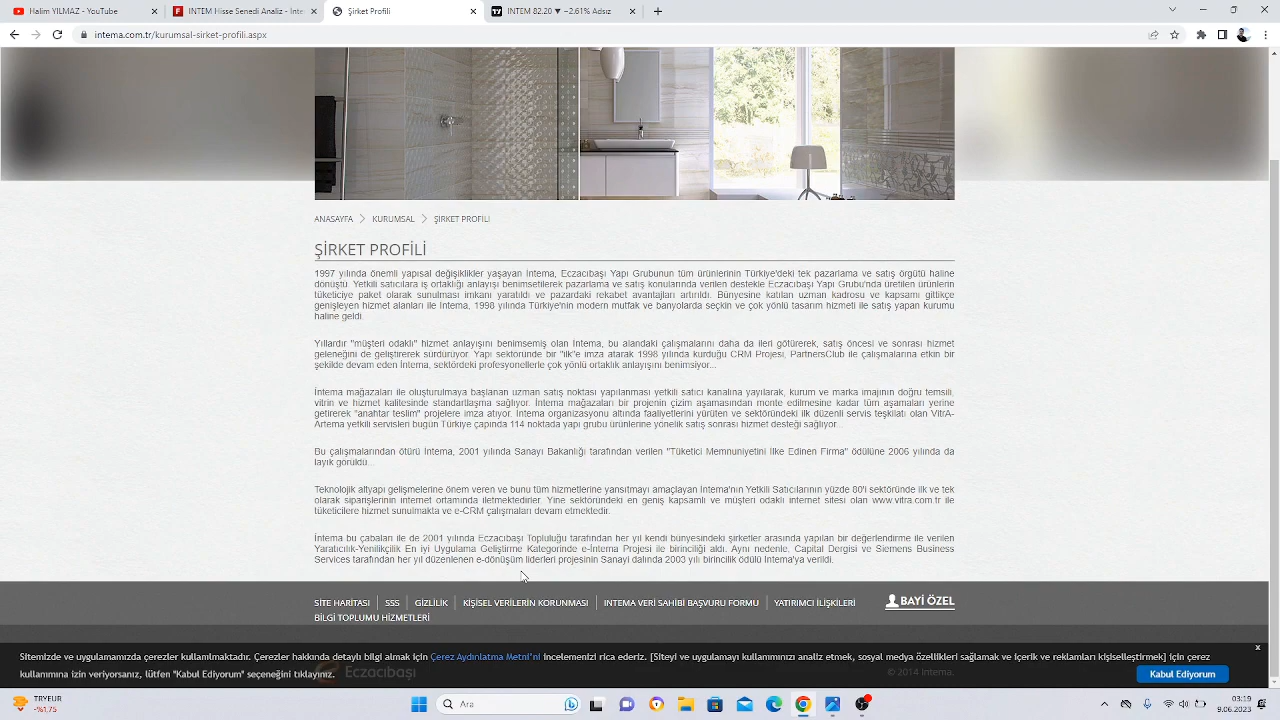 Halim YILMAZ - YouTube
INTEM Hisse Senedi Analiz - İnte
Şirket Profili
INTEM 82.20 ▼ −2.61% Adsız
intema.com.tr/kurumsal-sirket-profili.aspx
ANASAYFA > KURUMSAL > ŞİRKET PROFİLİ
ŞİRKET PROFİLİ
1997 yılında önemli yapısal değişiklikler yaşayan İntema, Eczacıbaşı Yapı Grubunun tüm ürünlerinin Türkiye'deki tek pazarlama ve satış örgütü haline
dönüştü. Yetkili satıcılara iş ortaklığı anlayışı benimsetilerek pazarlama ve satış konularında verilen destekle Eczacıbaşı Yapı Grubu'nda üretilen ürünlerin
tüketiciye paket olarak sunulması imkanı yaratıldı ve pazardaki rekabet avantajları artırıldı. Bünyesine katılan uzman kadrosu ve kapsamı gittikçe
genişleyen hizmet alanları ile İntema, 1998 yılında Türkiye'nin modern mutfak ve banyolarda seçkin ve çok yönlü tasarım hizmeti ile satış yapan kurumu
haline geldi.
Yıllardır "müşteri odaklı" hizmet anlayışını benimsemiş olan İntema, bu alandaki çalışmalarını daha da ileri götürerek, satış öncesi ve sonrası hizmet
geleneğini de geliştirerek sürdürüyor. Yapı sektöründe bir "ilk"e imza atarak 1998 yılında kurduğu CRM Projesi, PartnersClub ile çalışmalarına etkin bir
şekilde devam eden İntema, sektördeki profesyonellerle çok yönlü ortaklık anlayışını benimsiyor...
İntema mağazaları ile oluşturulmaya başlanan uzman satış noktası yapılanması yetkili satıcı kanalına yayılarak, kurum ve marka imajının doğru temsili,
vitrin ve hizmet kalitesinde standartlaşma sağlıyor. İntema mağazaları bir projenin çizim aşamasından monte edilmesine kadar tüm aşamaları yerine
getirerek "anahtar teslim" projelere imza atıyor. İntema organizasyonu altında faaliyetlerini yürüten ve sektöründeki ilk düzenli servis teşkilatı olan VitrA-
Artema yetkili servisleri bugün Türkiye çapında 114 noktada yapı grubu ürünlerine yönelik satış sonrası hizmet desteği sağlıyor...
Bu çalışmalarından ötürü İntema, 2001 yılında Sanayi Bakanlığı tarafından verilen "Tüketici Memnuniyetini İlke Edinen Firma" ödülüne 2006 yılında da
layık görüldü...
Teknolojik altyapı gelişmelerine önem veren ve bunu tüm hizmetlerine yansıtmayı amaçlayan İntema'nın Yetkili Satıcılarının yüzde 80'i sektöründe ilk ve tek
olarak siparişlerinin internet ortamında iletmektedirler. Yine sektöründeki en geniş kapsamlı ve müşteri odaklı internet sitesi olan www.vitra.com.tr ile
tüketicilere hizmet sunulmakta ve e-CRM çalışmaları devam etmektedir.
İntema bu çabaları ile de 2001 yılında Eczacıbaşı Topluluğu tarafından her yıl kendi bünyesindeki şirketler arasında yapılan bir değerlendirme ile verilen
Yaratıcılık-Yenilikçilik En iyi Uygulama Geliştirme Kategorinde e-İntema Projesi ile birinciliği aldı. Aynı nedenle, Capital Dergisi ve Siemens Business
Services tarafından her yıl düzenlenen e-dönüşüm liderleri projesinin Sanayi dalında 2003 yılı birincilik ödülü İntema'ya verildi.
SİTE HARİTASI | SSS | GİZLİLİK | KİŞİSEL VERİLERİN KORUNMASI | INTEMA VERİ SAHİBİ BAŞVURU FORMU | YATIRIMCI İLİŞKİLERİ
BAYİ ÖZEL
BİLGİ TOPLUMU HİZMETLERİ
Sitemizde ve uygulamamızda çerezler kullanılmaktadır. Çerezler hakkında detaylı bilgi almak için Çerez Aydınlatma Metni'ni incelemenizi rica ederiz. [Siteyi ve uygulamayı kullanımınızı analiz etmek, sosyal medya özellikleri sağlamak ve içerik ve reklamları kişiselleştirmek] için çerez
kullanımına izin veriyorsanız, lütfen "Kabul Ediyorum" seçeneğini tıklayınız.
Kabul Ediyorum
Eczacıbaşı
© 2014 Intema.
TRYEUR
-%1.75
Ara
03:19
9.06.2023